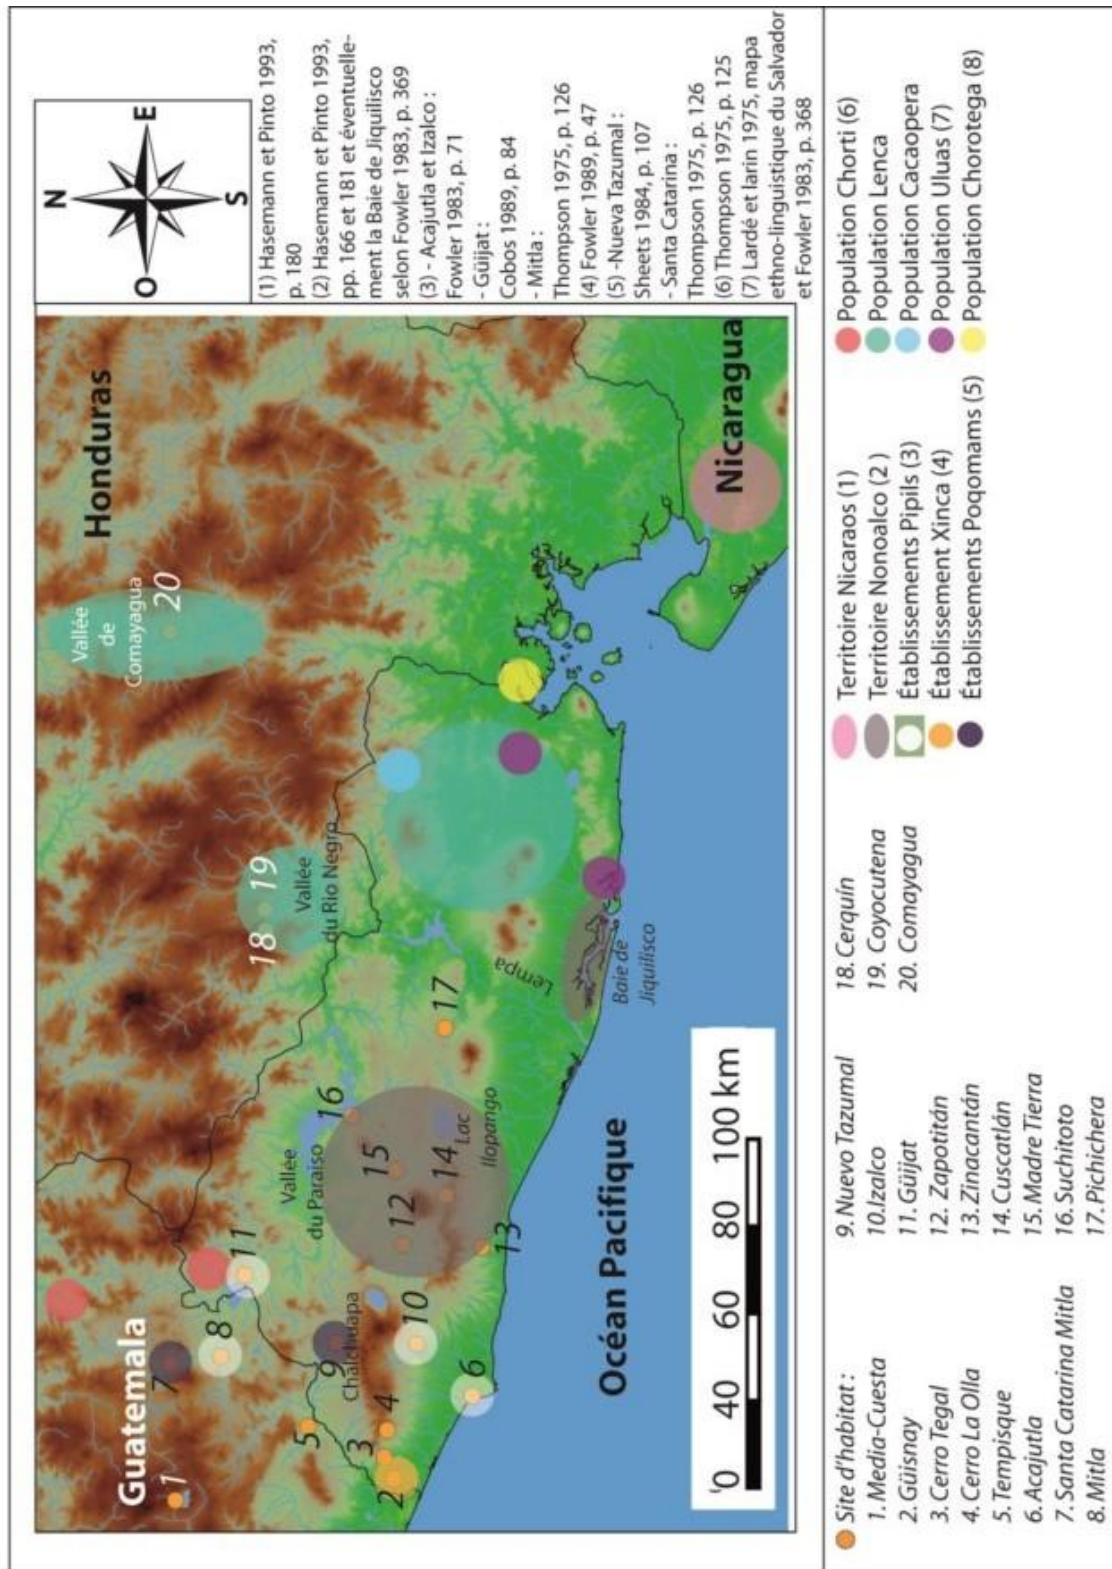 Guatemala
Honduras
Nicaragua
Océan Pacifique
Vallée
de
Comayagua
20
18
19
Vallée
du Rio Negro
Vallée
du Paraiso
16
15
12
14
Lac
Ilopango
13
17
Lempa
Baie de
Jiquilisco
1
7
8
11
9
Chalchuapa
10
5
4
3
2
6
0 40 60 80 100 km
N
O
E
S
(1) Hasemann et Pinto 1993,
p. 180
(2) Hasemann et Pinto 1993,
pp. 166 et 181 et éventuelle-
ment la Baie de Jiquilisco
selon Fowler 1983, p. 369
(3) - Acajutla et Izalco :
Fowler 1983, p. 71
- Güijat :
Cobos 1989, p. 84
- Mitla :
Thompson 1975, p. 126
(4) Fowler 1989, p. 47
(5) -Nueva Tazumal :
Sheets 1984, p. 107
- Santa Catarina :
Thompson 1975, p. 126
(6) Thompson 1975, p. 125
(7) Lardé et larin 1975, mapa
ethno-linguistique du Salvador
et Fowler 1983, p. 368
Site d'habitat :
1. Media-Cuesta
2. Güisnay
3. Cerro Tegal
4. Cerro La Olla
5. Tempisque
6. Acajutla
7. Santa Catarina Mitla
8. Mitla
9. Nuevo Tazumal
10. Izalco
11. Güijat
12. Zapotitán
13. Zinacantán
14. Cuscatlán
15. Madre Tierra
16. Suchitoto
17. Pichichera
18. Cerquín
19. Coyocutena
20. Comayagua
Territoire Nicaraos (1)
Territoire Nonoalco (2 )
Établissements Pipils (3)
Établissement Xinca (4)
Établissements Poqomams (5)
Population Chorti (6)
Population Lenca
Population Cacaopera
Population Uluas (7)
Population Chorotega (8)